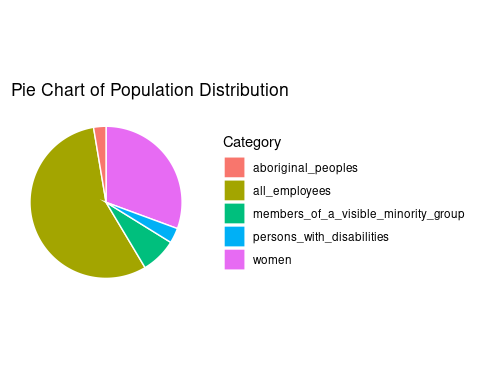 Pie Chart of Population Distribution
Category
aboriginal_peoples
all_employees
members_of_a_visible_minority_group
persons_with_disabilities
women